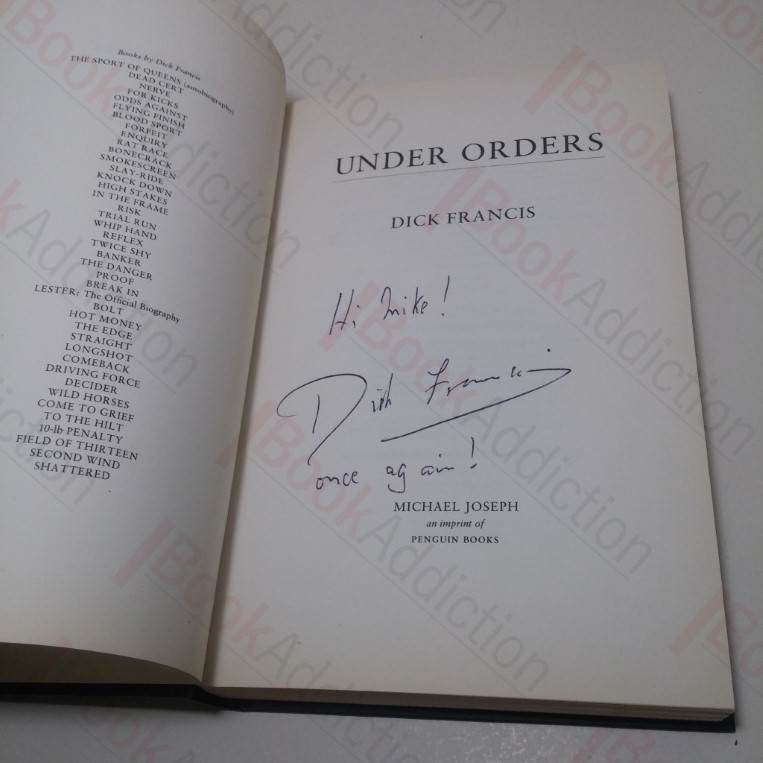 Books by Dick Francis
THE SPORT OF QUEENS (autobiography)
DEAD CERT
NERVE
FOR KICKS
ODDS AGAINST
FLYING FINISH
BLOOD SPORT
FORFEIT
ENQUIRY
RAT RACE
BONECRACK
SMOKESCREEN
SLAY-RIDE
KNOCK DOWN
HIGH STAKES
IN THE FRAME
RISK
TRIAL RUN
WHIP HAND
REFLEX
TWICE SHY
BANKER
THE DANGER
PROOF
BREAK IN
LESTER: The Official Biography
BOLT
HOT MONEY
THE EDGE
STRAIGHT
LONGSHOT
COMEBACK
DRIVING FORCE
DECIDER
WILD HORSES
COME TO GRIEF
TO THE HILT
10-lb PENALTY
FIELD OF THIRTEEN
SECOND WIND
SHATTERED
UNDER ORDERS
DICK FRANCIS
Hi Mike!
Dick Francis
once again!
MICHAEL JOSEPH
an imprint of
PENGUIN BOOKS
BookAddiction